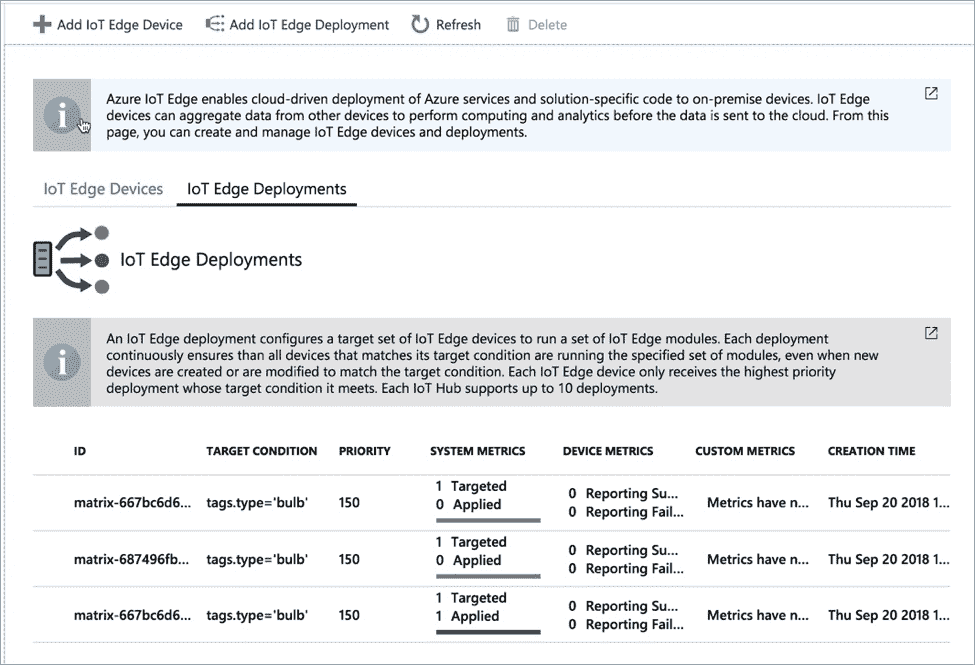 Add IoT Edge Device Add IoT Edge Deployment Refresh Delete
Azure IoT Edge enables cloud-driven deployment of Azure services and solution-specific code to on-premise devices. IoT Edge
devices can aggregate data from other devices to perform computing and analytics before the data is sent to the cloud. From this
page, you can create and manage IoT Edge devices and deployments.
IoT Edge Devices IoT Edge Deployments
IoT Edge Deployments
An IoT Edge deployment configures a target set of IoT Edge devices to run a set of IoT Edge modules. Each deployment
continuously ensures than all devices that matches its target condition are running the specified set of modules, even when new
devices are created or are modified to match the target condition. Each IoT Edge device only receives the highest priority
deployment whose target condition it meets. Each IoT Hub supports up to 10 deployments.
ID TARGET CONDITION PRIORITY SYSTEM METRICS DEVICE METRICS CUSTOM METRICS CREATION TIME
matrix-667bc6d6... tags.type='bulb' 150 1 Targeted 0 Reporting Su... Metrics have n... Thu Sep 20 2018 1...
0 Applied 0 Reporting Fail...
matrix-687496fb... tags.type='bulb' 150 1 Targeted 0 Reporting Su... Metrics have n... Thu Sep 20 2018 1...
0 Applied 0 Reporting Fail...
matrix-667bc6d6... tags.type='bulb' 150 1 Targeted 0 Reporting Su... Metrics have n... Thu Sep 20 2018 1...
1 Applied 0 Reporting Fail...